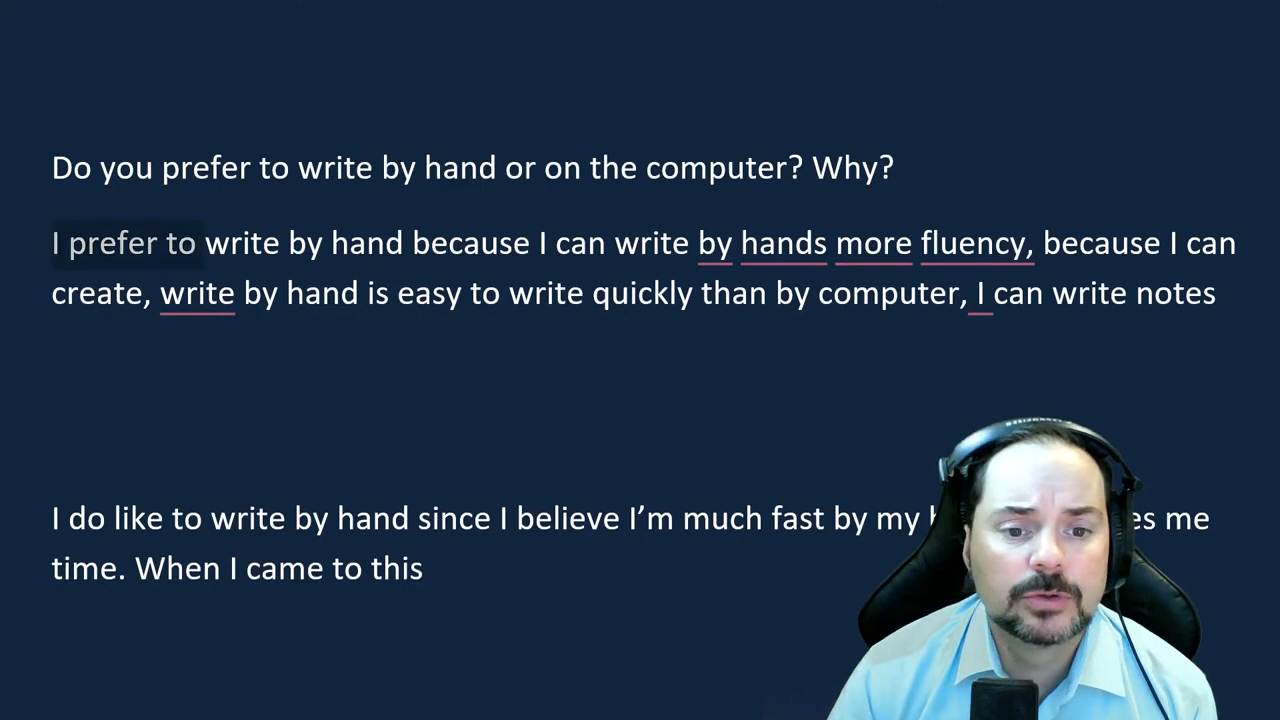 Do you prefer to write by hand or on the computer? Why?
I prefer to write by hand because I can write by hands more fluency, because I can
create, write by hand is easy to write quickly than by computer, I can write notes
I do like to write by hand since I believe I’m much fast by my me
time. When I came to this